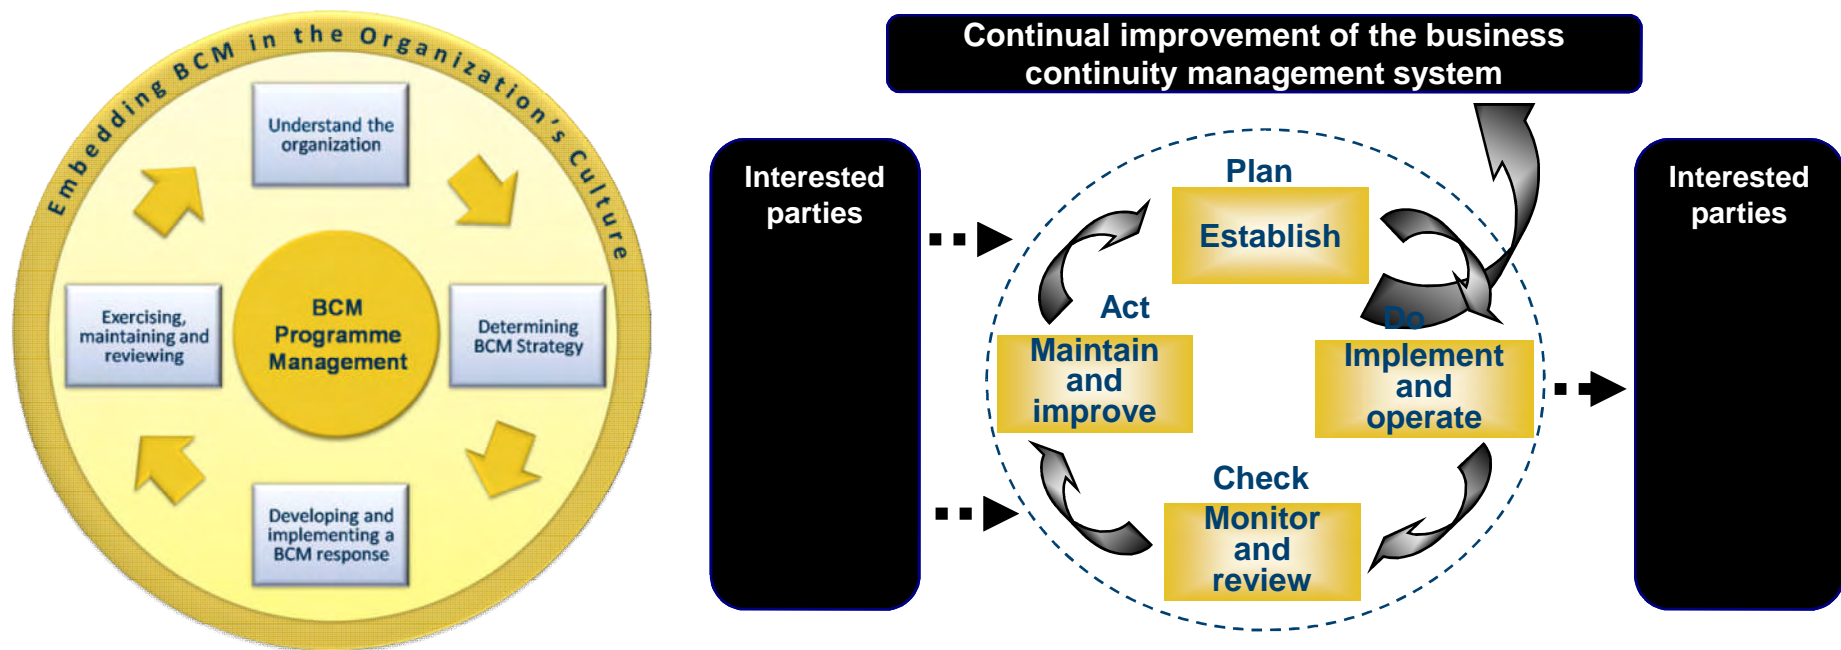 Embedding BCM in the Organization's Culture
Understand the
organization
Exercising,
maintaining and
reviewing
BCM
Programme
Management
Determining
BCM Strategy
Developing and
implementing a
BCM response
Continual improvement of the business
continuity management system
Interested
parties
Plan
Establish
Act
Maintain
and
improve
Do
Implement
and
operate
Check
Monitor
and
review
Interested
parties